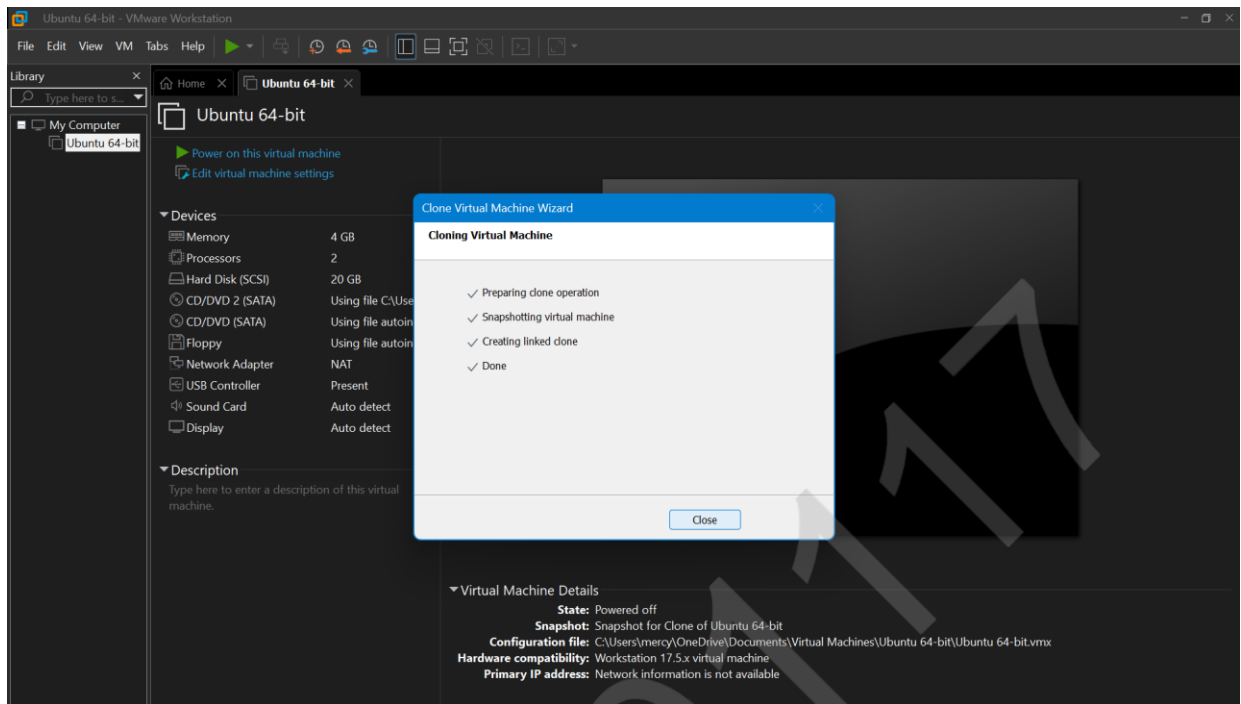 Ubuntu 64-bit - VMware Workstation
File Edit View VM Tabs Help
Library
Type here to s...
My Computer
Ubuntu 64-bit
Home
Ubuntu 64-bit
Ubuntu 64-bit
Power on this virtual machine
Edit virtual machine settings
Devices
Memory 4 GB
Processors 2
Hard Disk (SCSI) 20 GB
CD/DVD 2 (SATA) Using file C:\Use
CD/DVD (SATA) Using file autoin
Floppy Using file autoin
Network Adapter NAT
USB Controller Present
Sound Card Auto detect
Display Auto detect
Description
Type here to enter a description of this virtual
machine.
Clone Virtual Machine Wizard
Cloning Virtual Machine
Preparing clone operation
Snapshotting virtual machine
Creating linked clone
Done
Close
Virtual Machine Details
State: Powered off
Snapshot: Snapshot for Clone of Ubuntu 64-bit
Configuration file: C:\Users\mercy\OneDrive\Documents\Virtual Machines\Ubuntu 64-bit\Ubuntu 64-bit.vmx
Hardware compatibility: Workstation 17.5.x virtual machine
Primary IP address: Network information is not available